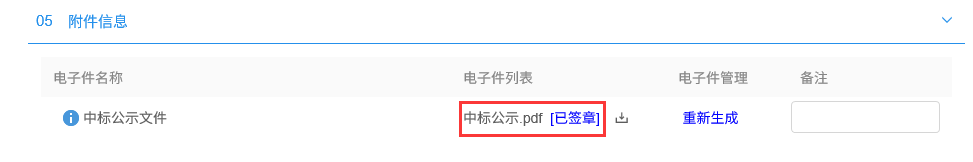 05 附件信息
电子件名称 电子件列表 电子件管理 备注
中标公示文件 中标公示.pdf [已签章] 重新生成